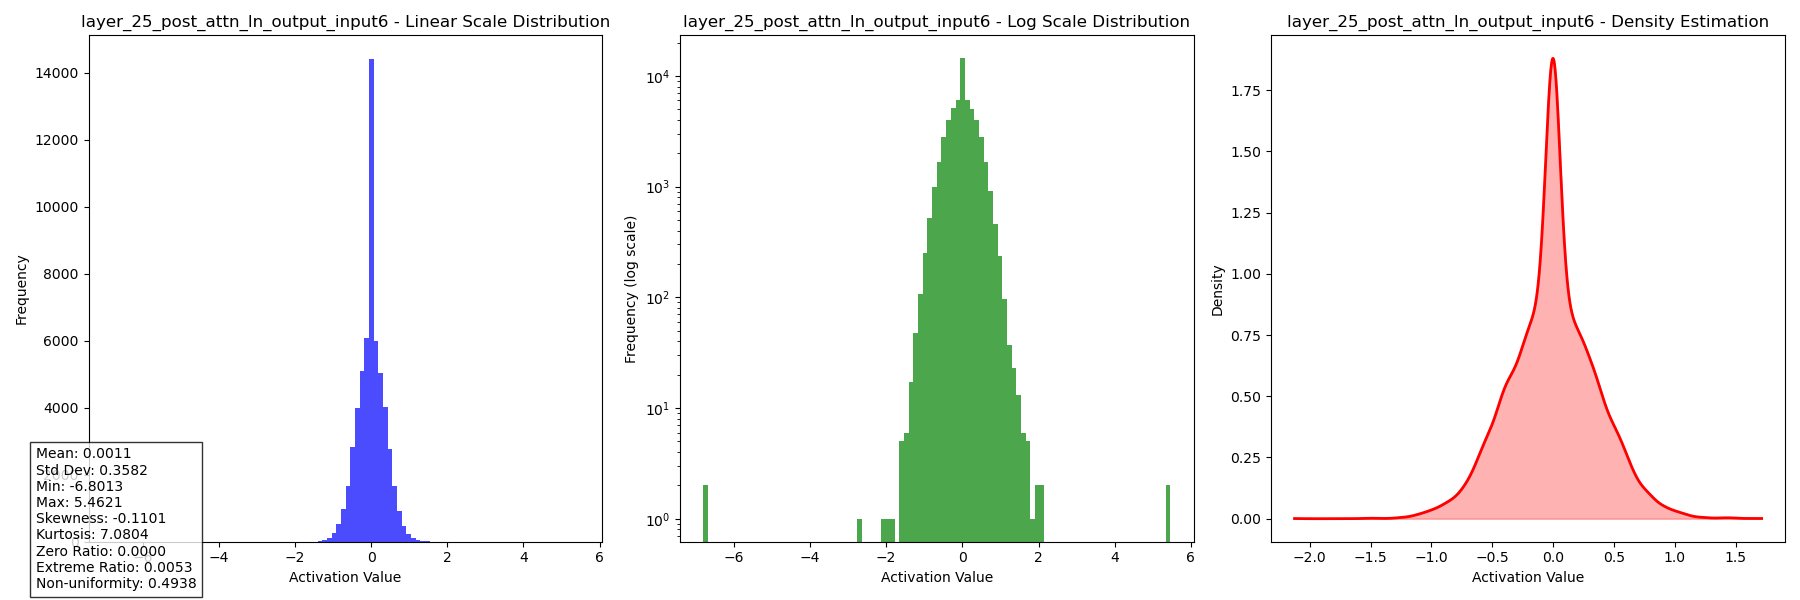 layer_25_post_attn_ln_output_input6 - Linear Scale Distribution
14000
12000
10000
8000
6000
4000
2000
0
Frequency
−6
−4
−2
0
2
4
6
Activation Value
Mean: 0.0011
Std Dev: 0.3582
Min: -6.8013
Max: 5.4621
Skewness: -0.1101
Kurtosis: 7.0804
Zero Ratio: 0.0000
Extreme Ratio: 0.0053
Non-uniformity: 0.4938
layer_25_post_attn_ln_output_input6 - Log Scale Distribution
10⁴
10³
10²
10¹
10⁰
Frequency (log scale)
−6
−4
−2
0
2
4
6
Activation Value
layer_25_post_attn_ln_output_input6 - Density Estimation
1.75
1.50
1.25
1.00
0.75
0.50
0.25
0.00
Density
−2.0
−1.5
−1.0
−0.5
0.0
0.5
1.0
1.5
Activation Value